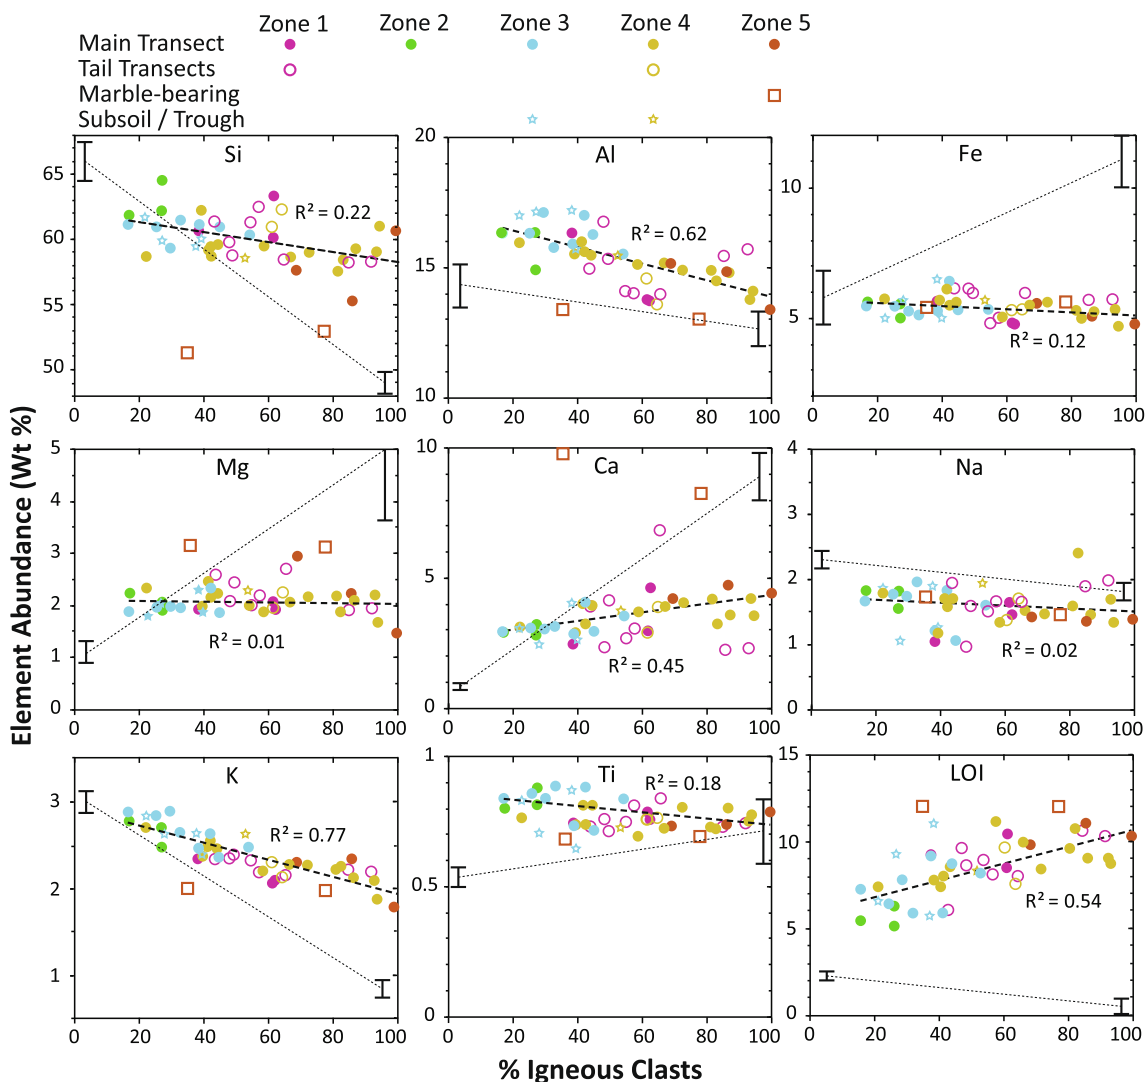 Zone 1 Zone 2 Zone 3 Zone 4 Zone 5
Main Transect
Tail Transects
Marble-bearing
Subsoil / Trough
Element Abundance (Wt %)
Si
R² = 0.22
65
60
55
50
0 20 40 60 80 100
Al
R² = 0.62
20
15
10
0 20 40 60 80 100
Fe
R² = 0.12
10
5
0 20 40 60 80 100
Mg
R² = 0.01
5
4
3
2
1
0
0 20 40 60 80 100
Ca
R² = 0.45
10
5
0
0 20 40 60 80 100
Na
R² = 0.02
4
3
2
1
0
0 20 40 60 80 100
K
R² = 0.77
3
2
1
0 20 40 60 80 100
Ti
R² = 0.18
1
0.5
0
0 20 40 60 80 100
LOI
R² = 0.54
15
10
5
0
0 20 40 60 80 100
% Igneous Clasts